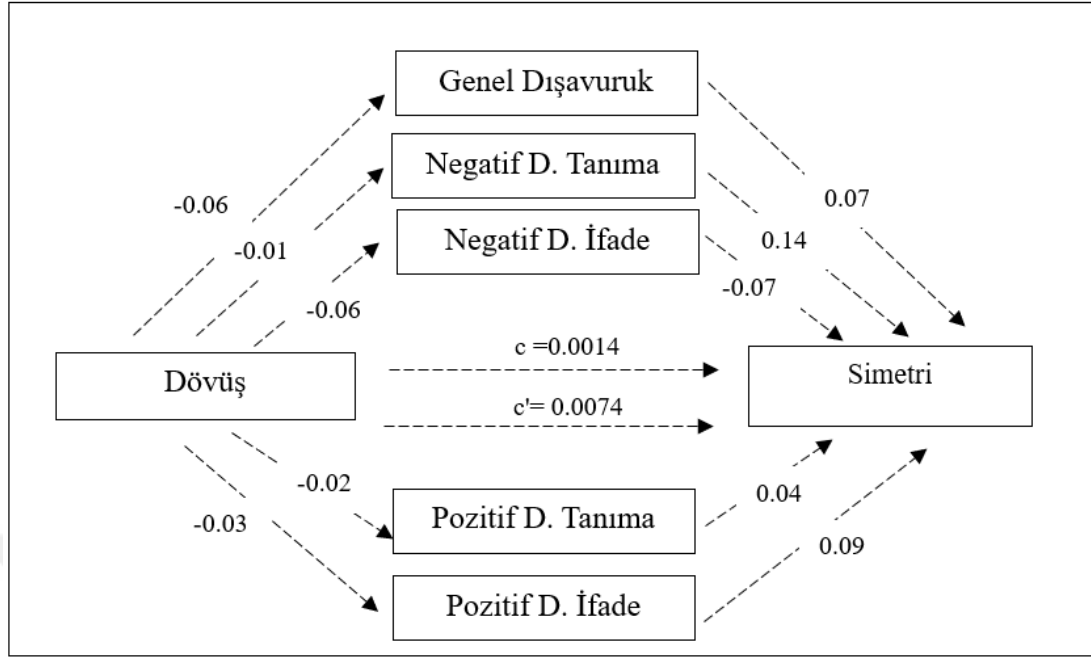 Genel Dışavuruk
Negatif D. Tanıma
-0.06
0.07
Negatif D. İfade
-0.01
0.14
-0.07
-0.06
c =0.0014
Dövüş
Simetri
c'= 0.0074
-0.02
0.04
Pozitif D. Tanıma
-0.03
0.09
Pozitif D. İfade